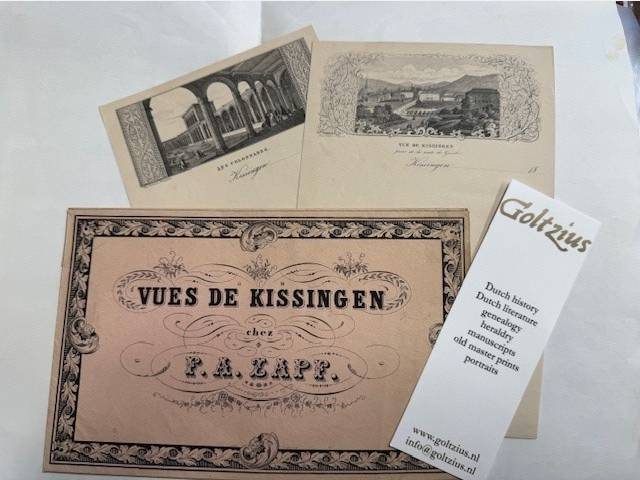 LES COLONNADES.
Kissingen
VUE DE KISSINGEN
Kissingen 18
VUES DE KISSINGEN
chez
F. A. ZAPF.
Goltzius
Dutch history
Dutch literature
genealogy
heraldry
manuscripts
old master prints
portraits
www.goltzius.nl
info@goltzius.nl